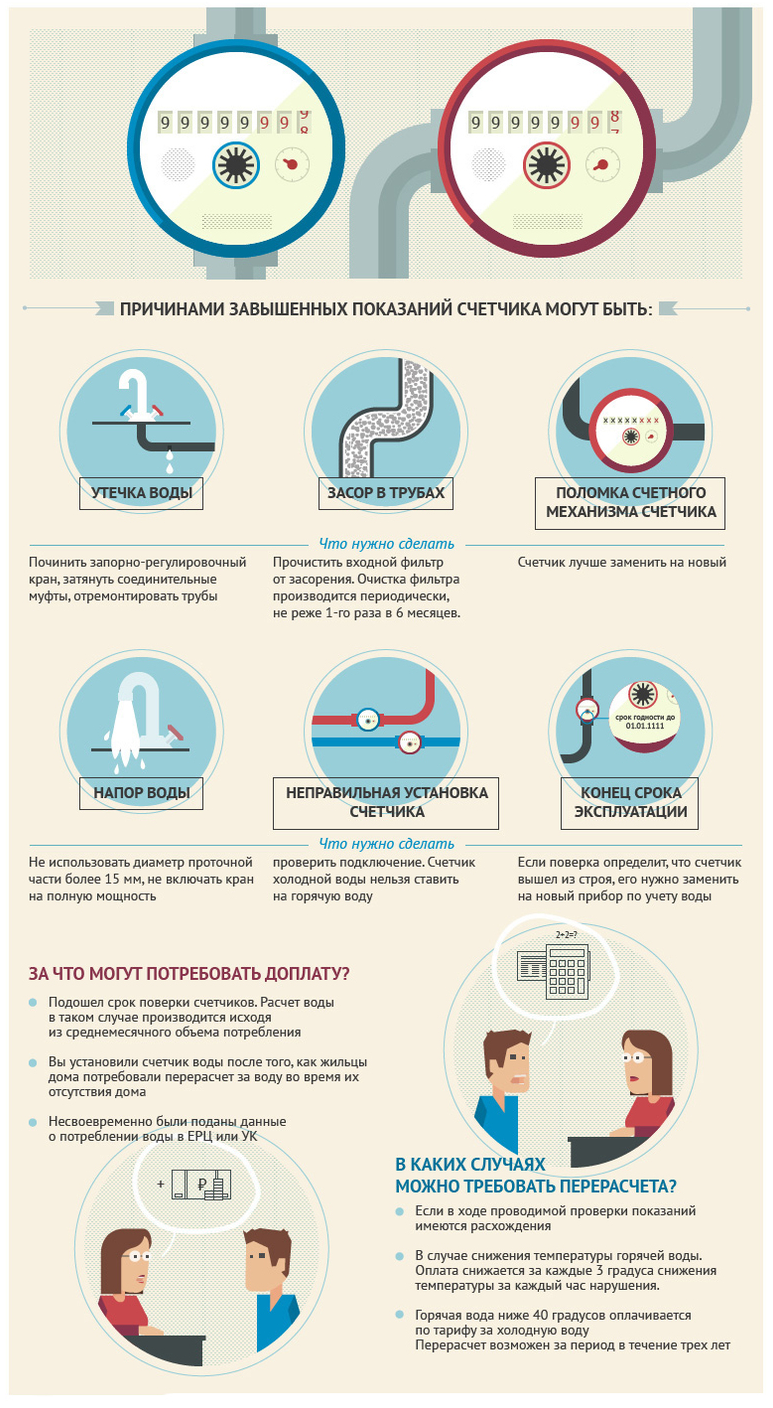 9 9 9 9 9 9 9 9 8
9 9 9 9 9 9 9 8 7
ПРИЧИНАМИ ЗАВЫШЕННЫХ ПОКАЗАНИЙ СЧЕТЧИКА МОГУТ БЫТЬ:
УТЕЧКА ВОДЫ
ЗАСОР В ТРУБАХ
X X X X X X X X
ПОЛОМКА СЧЕТНОГО
МЕХАНИЗМА СЧЕТЧИКА
Что нужно сделать
Починить запорно-регулировочный
кран, затянуть соединительные
муфты, отремонтировать трубы
Прочистить входной фильтр
от засорения. Очистка фильтра
производится периодически,
не реже 1-го раза в 6 месяцев.
Счетчик лучше заменить на новый
срок годности до
01.01.1111
НАПОР ВОДЫ
НЕПРАВИЛЬНАЯ УСТАНОВКА
СЧЕТЧИКА
КОНЕЦ СРОКА
ЭКСПЛУАТАЦИИ
Что нужно сделать
Не использовать диаметр проточной
части более 15 мм, не включать кран
на полную мощность
проверить подключение. Счетчик
холодной воды нельзя ставить
на горячую воду
Если поверка определит, что счетчик
вышел из строя, его нужно заменить
на новый прибор по учету воды
2+2=?
ЗА ЧТО МОГУТ ПОТРЕБОВАТЬ ДОПЛАТУ?
Подошел срок поверки счетчиков. Расчет воды
в таком случае производится исходя
из среднемесячного объема потребления
Вы установили счетчик воды после того, как жильцы
дома потребовали перерасчет за воду во время их
отсутствия дома
Несвоевременно были поданы данные
о потреблении воды в ЕРЦ или УК
+ ₽
В КАКИХ СЛУЧАЯХ
МОЖНО ТРЕБОВАТЬ ПЕРЕРАСЧЕТА?
Если в ходе проводимой проверки показаний
имеются расхождения
В случае снижения температуры горячей воды.
Оплата снижается за каждые 3 градуса снижения
температуры за каждый час нарушения.
Горячая вода ниже 40 градусов оплачивается
по тарифу за холодную воду
Перерасчет возможен за период в течение трех лет